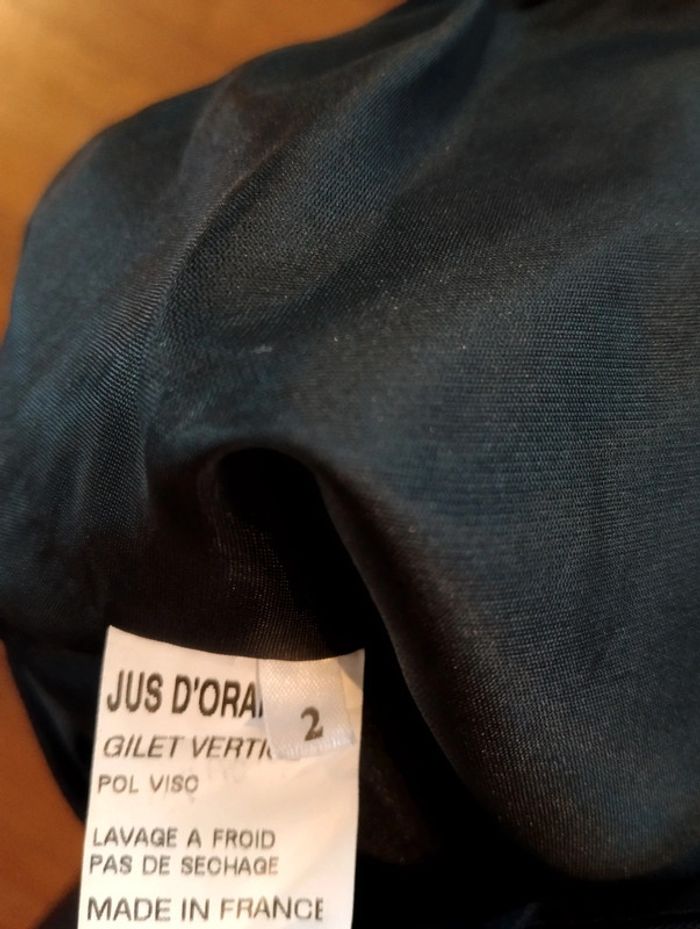 JUS D'ORA
2
GILET VERTI
POL VISC
LAVAGE A FROID
PAS DE SECHAGE
MADE IN FRANCE